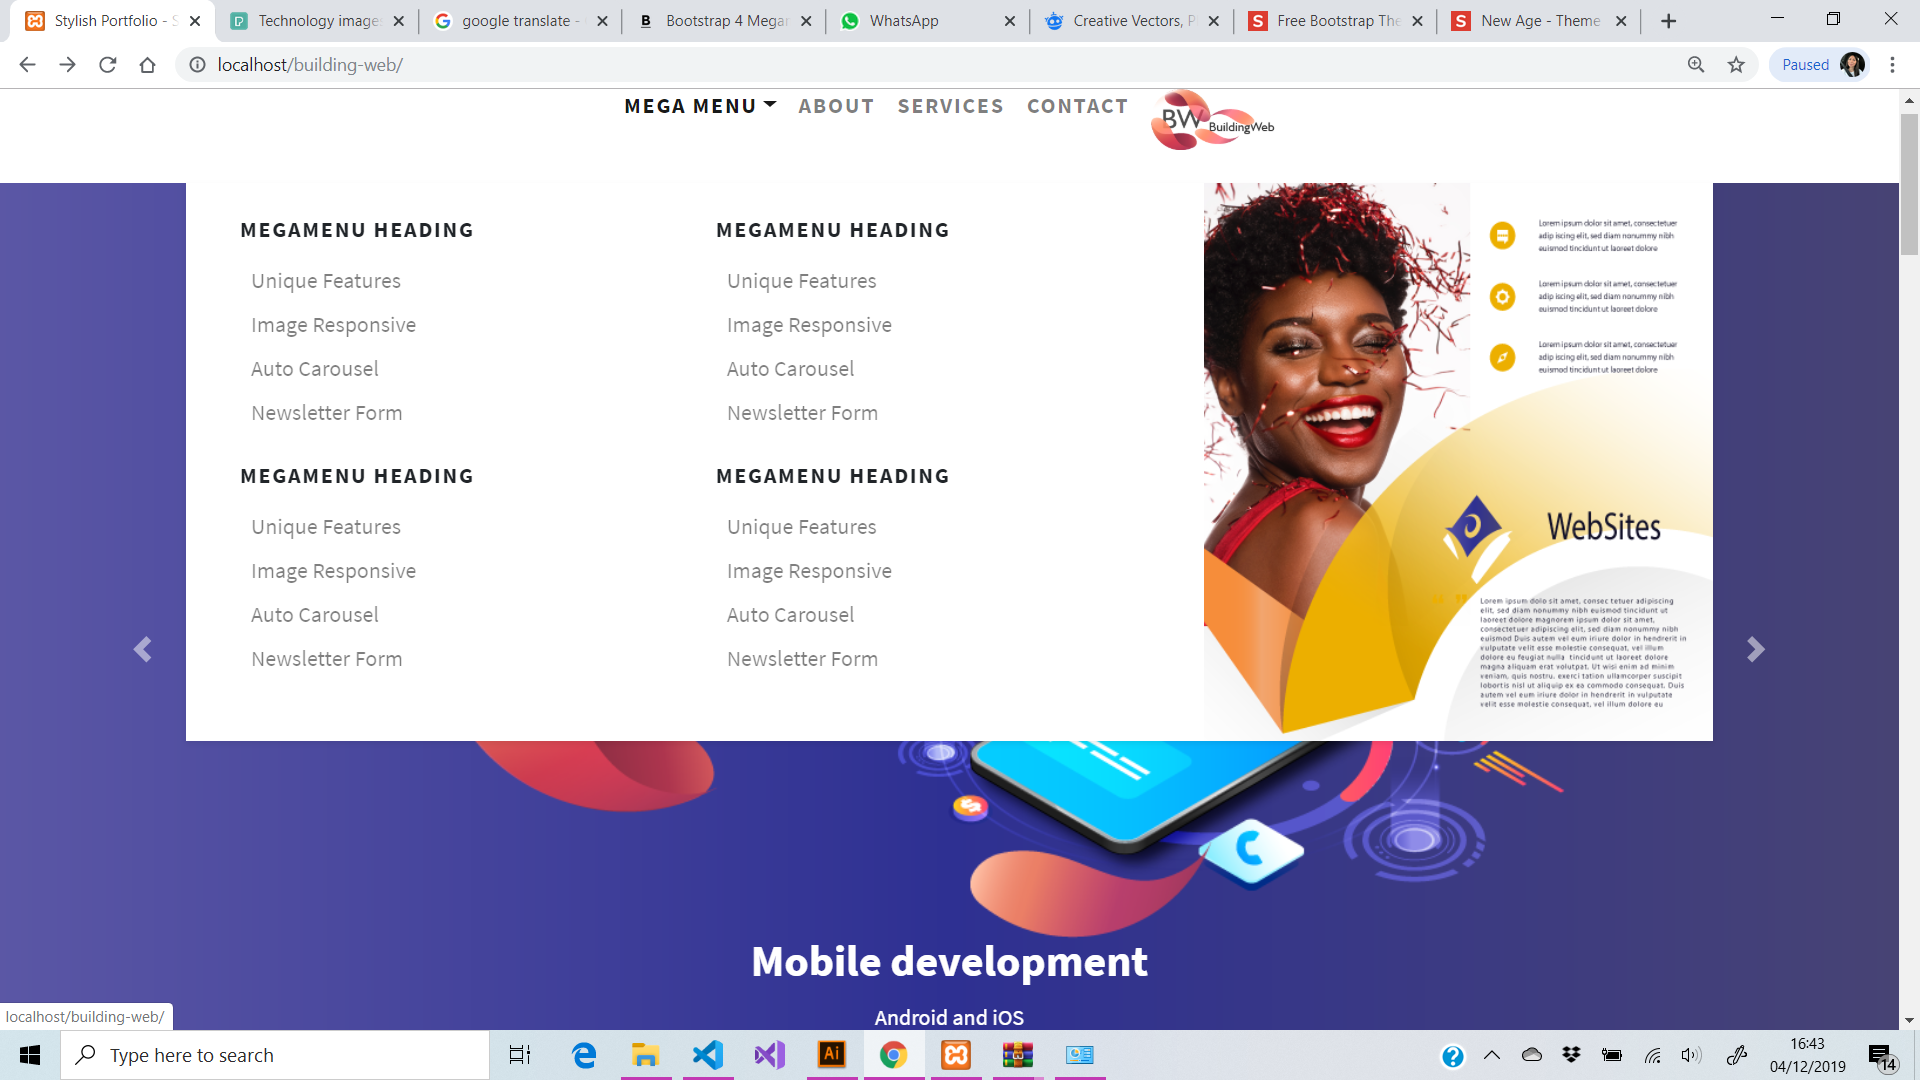 Stylish Portfolio - S
Technology image
google translate -
Bootstrap 4 Megar
WhatsApp
Creative Vectors, P
Free Bootstrap The
New Age - Theme
localhost/building-web/
Paused
MEGA MENU ABOUT SERVICES CONTACT
BW BuildingWeb
MEGAMENU HEADING
Unique Features
Image Responsive
Auto Carousel
Newsletter Form
MEGAMENU HEADING
Unique Features
Image Responsive
Auto Carousel
Newsletter Form
MEGAMENU HEADING
Unique Features
Image Responsive
Auto Carousel
Newsletter Form
MEGAMENU HEADING
Unique Features
Image Responsive
Auto Carousel
Newsletter Form
Lorem ipsum dolor sit amet, consectetuer
adip iscing elit, sed diam nonummy nibh
euismod tincidunt ut laoreet dolore
Lorem ipsum dolor sit amet, consectetuer
adip iscing elit, sed diam nonummy nibh
euismod tincidunt ut laoreet dolore
Lorem ipsum dolor sit amet, consectetuer
adip iscing elit, sed diam nonummy nibh
euismod tincidunt ut laoreet dolore
WebSites
Lorem ipsum dolo sit amet, consec tetuer adipiscing
elit, sed diam nonummy nibh euismod tincidunt ut
laoreet dolore magnorem ipsum dolor sit amet,
consectetuer adipiscing elit, sed diam nonummy nibh
euismod Duis autem vel eum iriure dolor in hendrerit in
vulputate velit esse molestie consequat, vel illum
dolore eu feugiat nulla tincidunt ut laoreet dolore
magna aliquam erat volutpat. Ut wisi enim ad minim
veniam, quis nostru. exerci tation ullamcorper suscipit
lobortis nisl ut aliquip ex ea commodo consequat. Duis
autem vel eum iriure dolor in hendrerit in vulputate
velit esse molestie consequat, vel illum dolore eu
Mobile development
Android and iOS
localhost/building-web/
Type here to search
Ai
16:43
04/12/2019
14